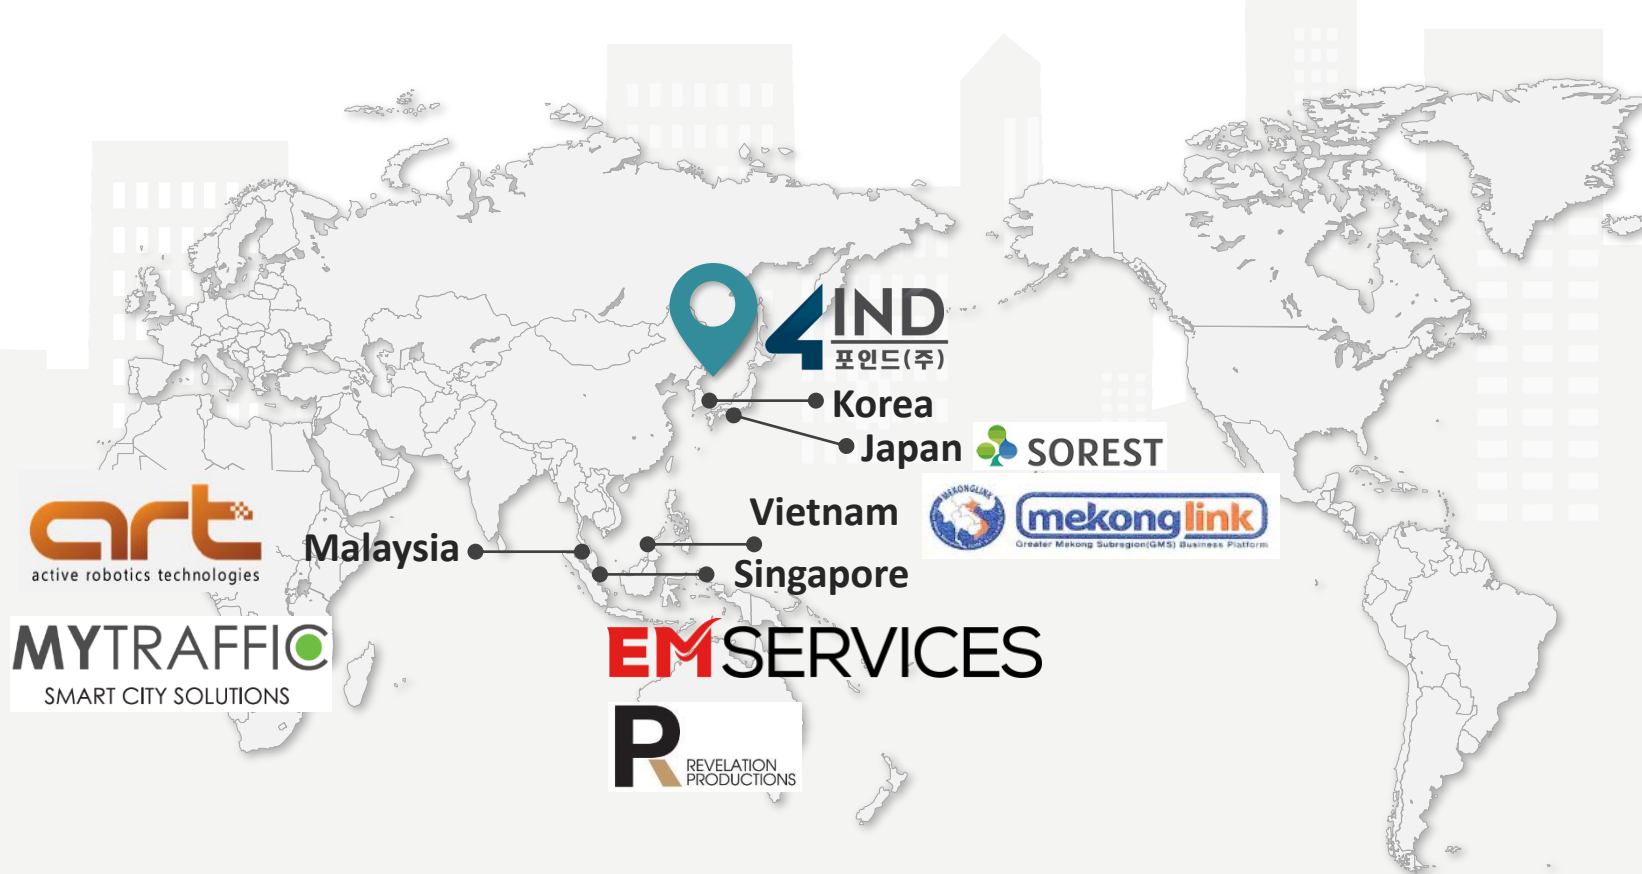 4IND
포인드(주)
Korea
Japan
SOREST
MEKONGLINK
mekonglink
Greater Mekong Subregion(GMS) Business Platform
Vietnam
Malaysia
Singapore
art
active robotics technologies
MYTRAFFIC
SMART CITY SOLUTIONS
EMSERVICES
R
REVELATION
PRODUCTIONS